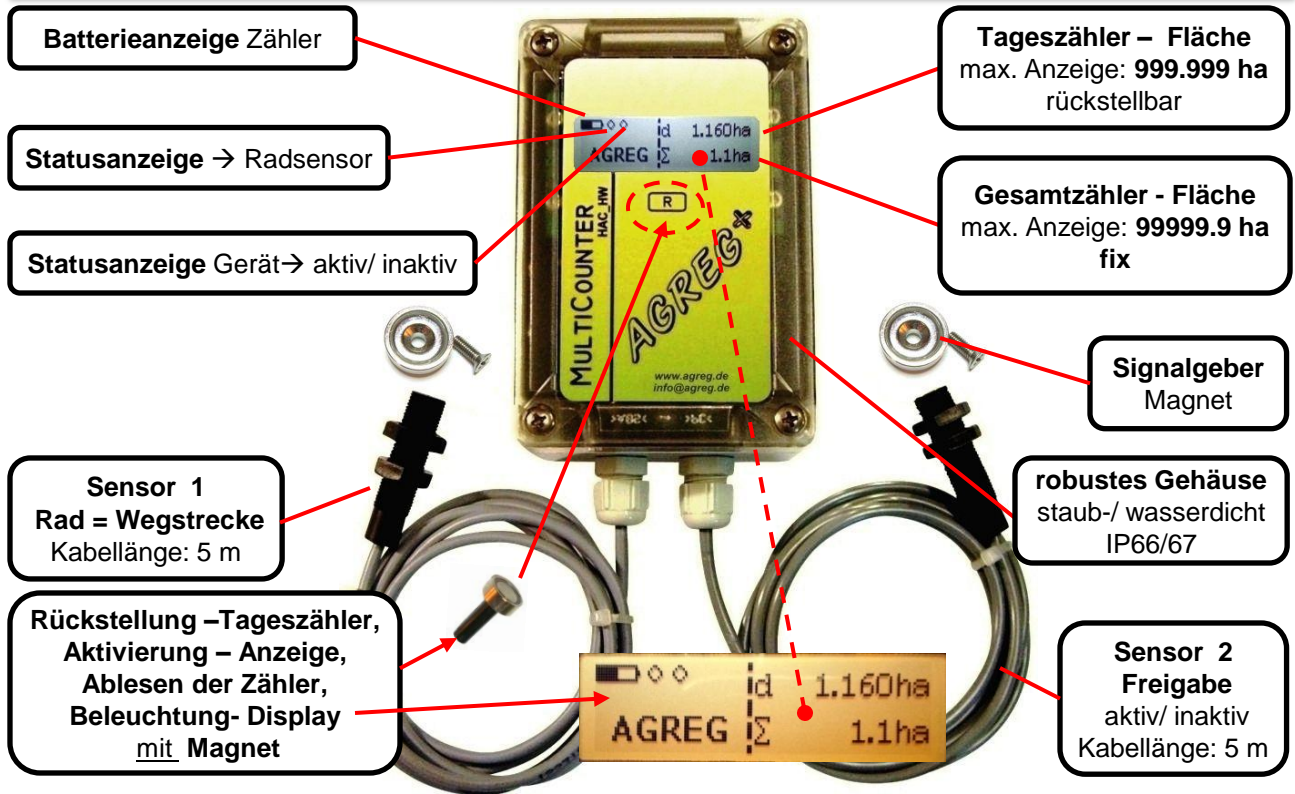 Batterieanzeige Zähler
Statusanzeige → Radsensor
Statusanzeige Gerät→ aktiv/ inaktiv
Tageszähler – Fläche
max. Anzeige: 999.999 ha
rückstellbar
Gesamtzähler - Fläche
max. Anzeige: 99999.9 ha
fix
d 1.160ha
AGREG Σ 1.1ha
R
MULTICOUNTER
HAC_HW
AGREG x
www.agreg.de
info@agreg.de
>ABS< >PC<
Signalgeber
Magnet
Sensor 1
Rad = Wegstrecke
Kabellänge: 5 m
robustes Gehäuse
staub-/ wasserdicht
IP66/67
Rückstellung –Tageszähler,
Aktivierung – Anzeige,
Ablesen der Zähler,
Beleuchtung- Display
mit Magnet
d 1.160ha
AGREG Σ 1.1ha
Sensor 2
Freigabe
aktiv/ inaktiv
Kabellänge: 5 m